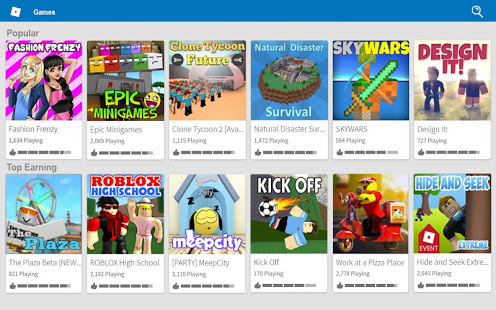 Games
Popular
FASHION FRENZY
EPIC
MINIGAMES
Clone Tycoon
Future
Natural Disaster
Survival
SKYWARS
DESIGN
IT!
Fashion Frenzy
Epic Minigames
Clone Tycoon 2 [Ava...
Natural Disaster Sur...
SKYWARS
Design It!
1,634 Playing
2,069 Playing
1,115 Playing
1,472 Playing
564 Playing
727 Playing
Top Earning
The
Plaza
ROBLOX
HIGH SCHOOL
meepcity
KICK OFF
HIDE AND SEEK
EVENT
EXTREME
The Plaza Beta (NEW...
ROBLOX High School
[PARTY] MeepCity
Kick Off
Work at a Pizza Place
Hide and Seek Extre...
821 Playing
2,192 Playing
3,110 Playing
170 Playing
2,778 Playing
2,645 Playing